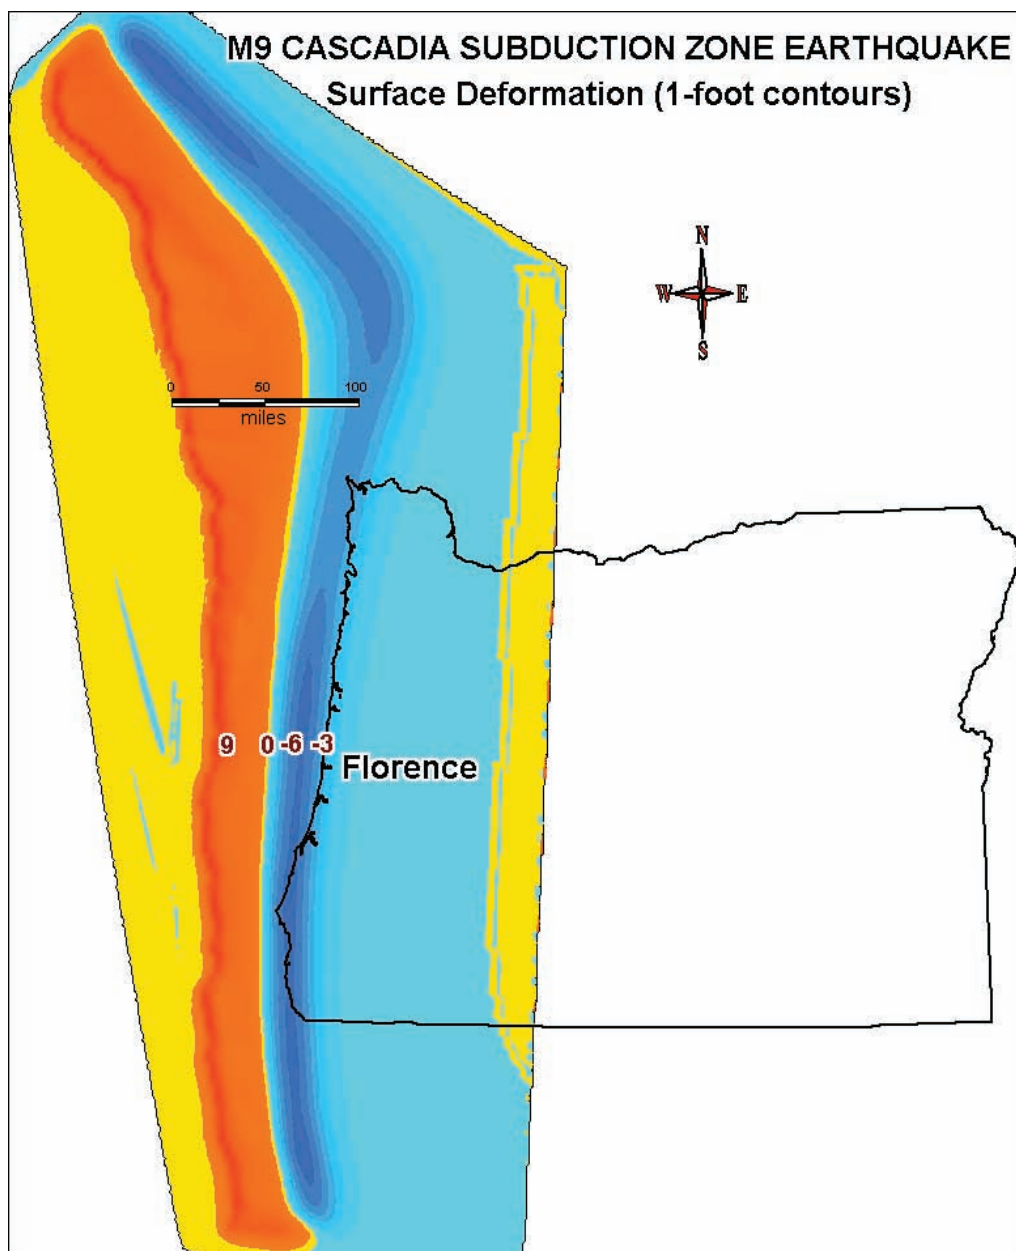 M9 CASCADIA SUBDUCTION ZONE EARTHQUAKE
Surface Deformation (1-foot contours)
N
W E
S
0 50 100
miles
9 0 -6 -3
Florence